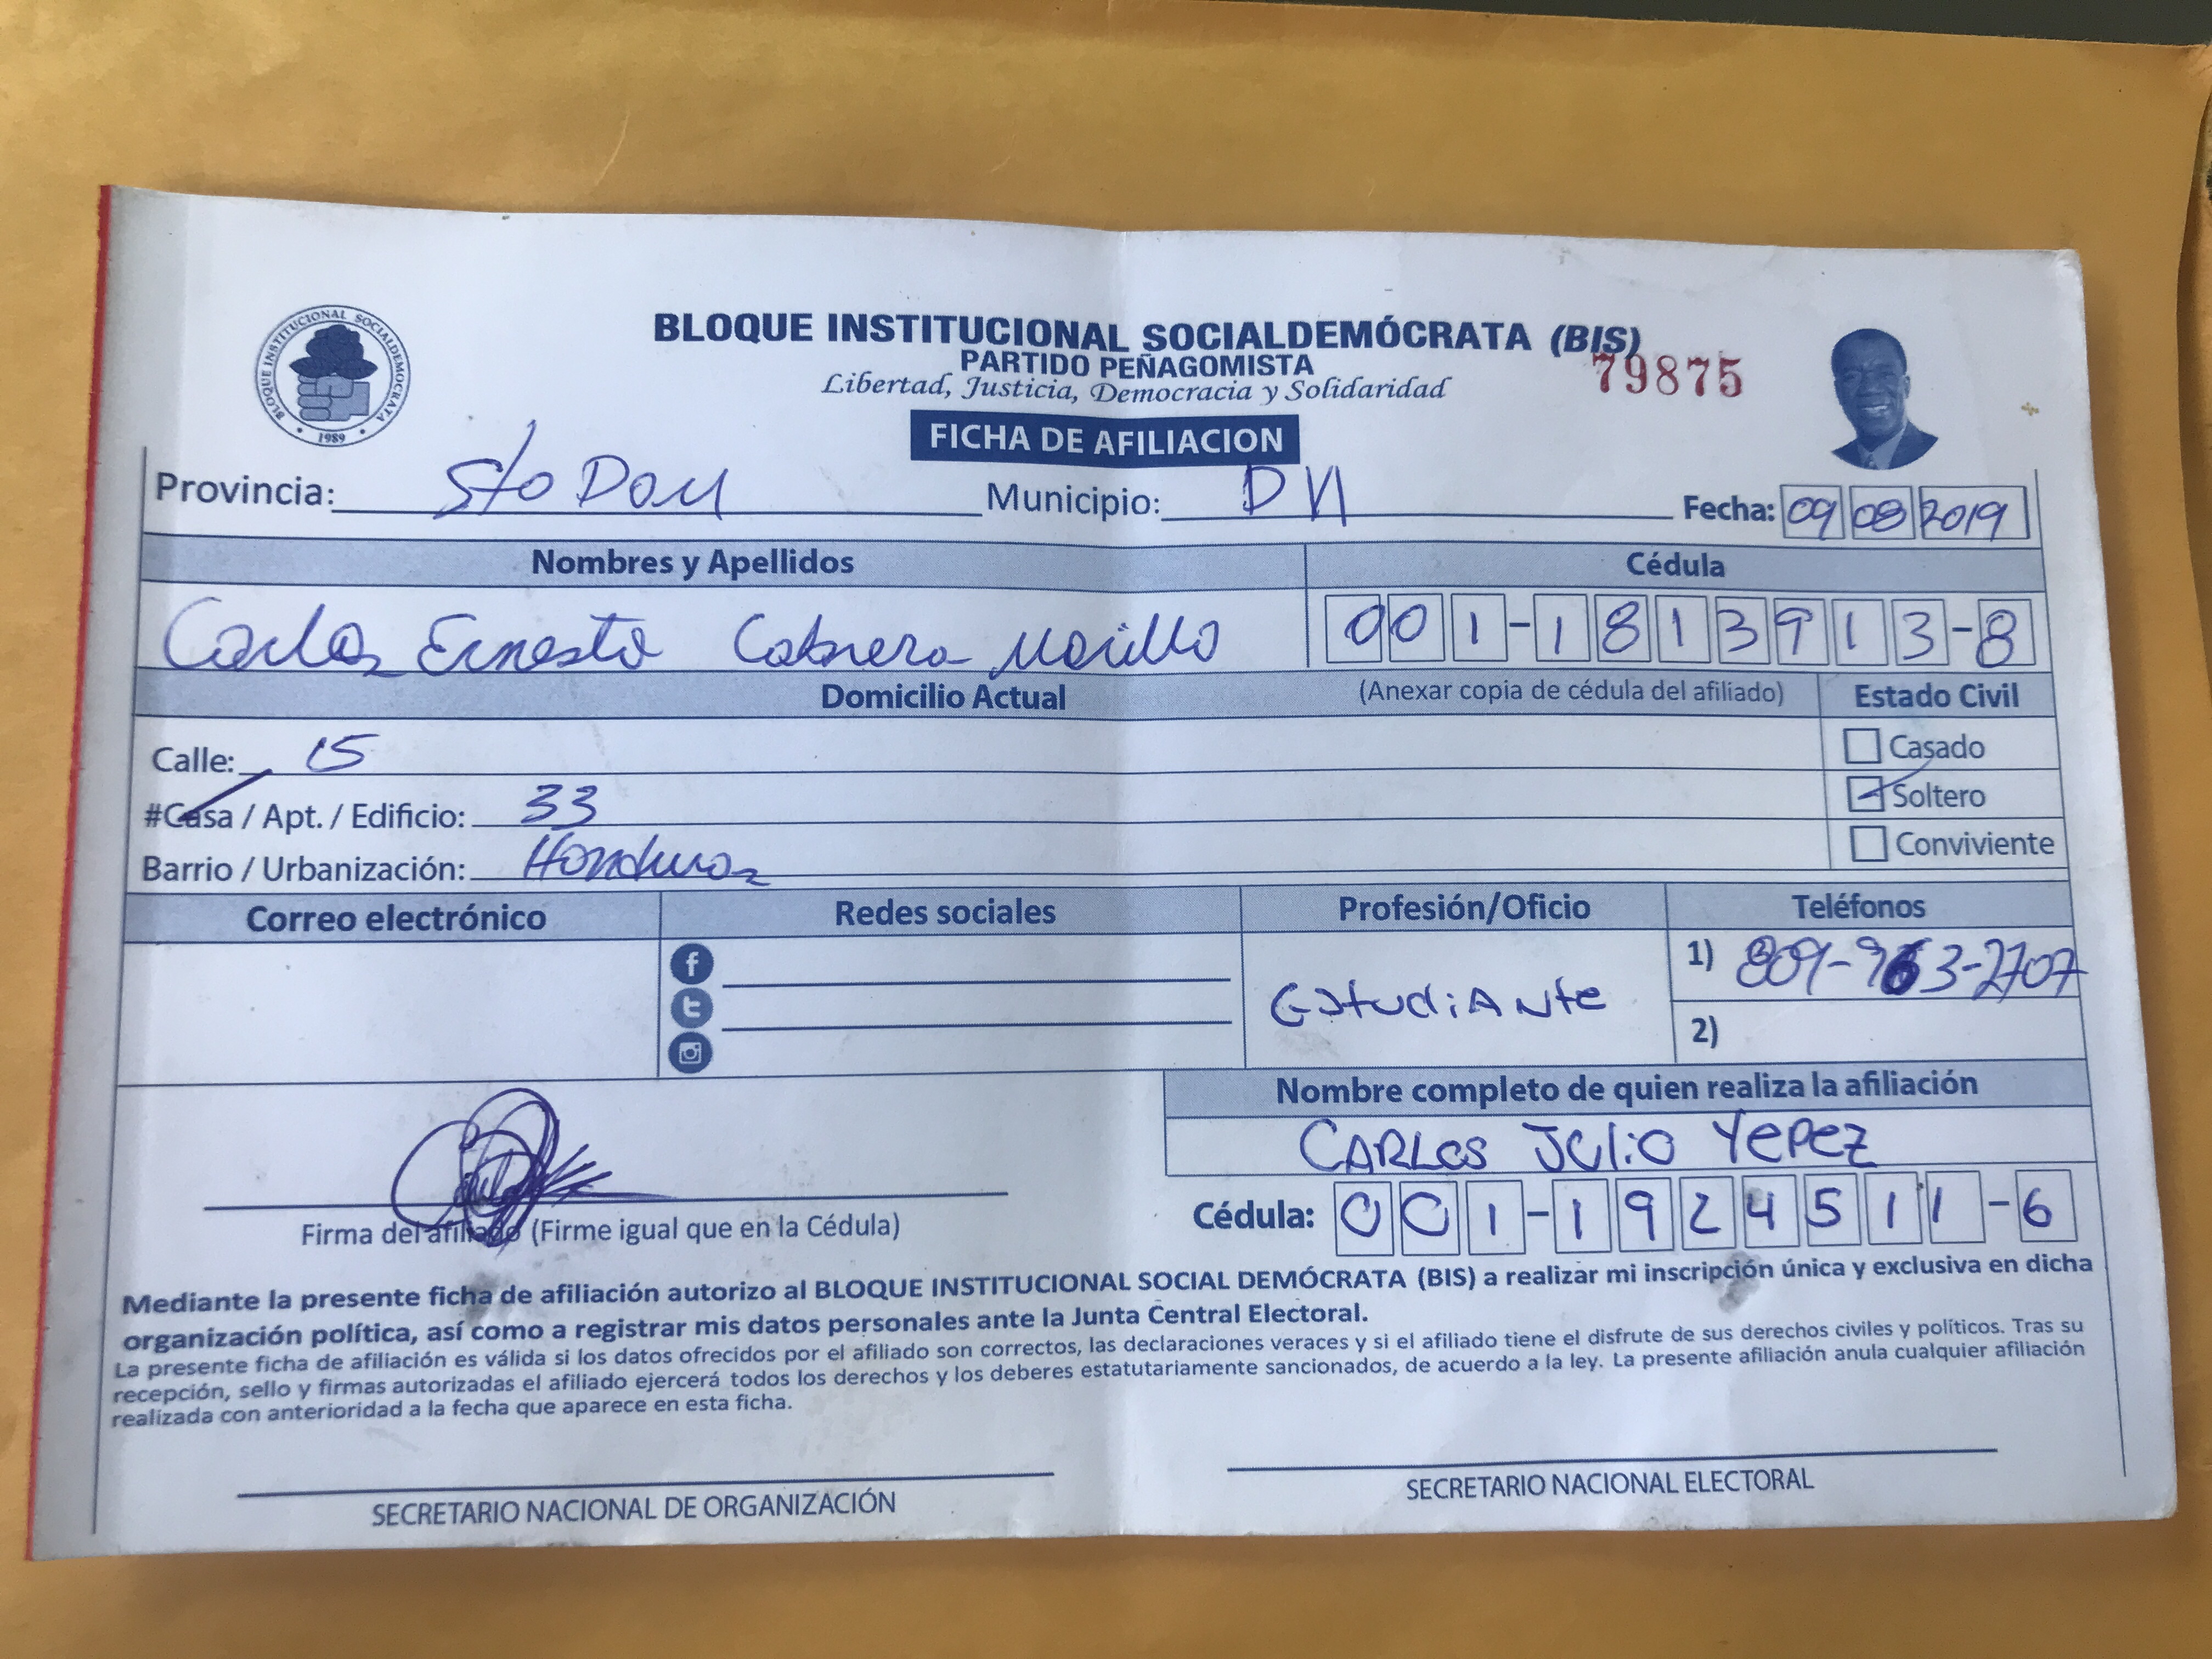 BLOQUE INSTITUCIONAL SOCIALDEMOCRATA
1989
BLOQUE INSTITUCIONAL SOCIALDEMÓCRATA (BIS)
PARTIDO PEÑAGOMISTA
79875
Libertad, Justicia, Democracia y Solidaridad
FICHA DE AFILIACION
Provincia: Sto Dom Municipio: DN Fecha: 09 08 2019
Nombres y Apellidos Cédula
Carlos Ernesto Cabrera Morillo 001-1813913-8
Domicilio Actual (Anexar copia de cédula del afiliado) Estado Civil
Calle: 15 Casado
#Casa / Apt. / Edificio: 33 Soltero
Barrio / Urbanización: Honduras Conviviente
Correo electrónico Redes sociales Profesión/Oficio Teléfonos
1) 809-963-2707
Estudiante
2)
Nombre completo de quien realiza la afiliación
CARLOS JULIO YEPEZ
Cédula: 001-1924511-6
Firma del afiliado (Firme igual que en la Cédula)
Mediante la presente ficha de afiliación autorizo al BLOQUE INSTITUCIONAL SOCIAL DEMÓCRATA (BIS) a realizar mi inscripción única y exclusiva en dicha
organización política, así como a registrar mis datos personales ante la Junta Central Electoral.
La presente ficha de afiliación es válida si los datos ofrecidos por el afiliado son correctos, las declaraciones veraces y si el afiliado tiene el disfrute de sus derechos civiles y políticos. Tras su
recepción, sello y firmas autorizadas el afiliado ejercerá todos los derechos y los deberes estatutariamente sancionados, de acuerdo a la ley. La presente afiliación anula cualquier afiliación
realizada con anterioridad a la fecha que aparece en esta ficha.
SECRETARIO NACIONAL DE ORGANIZACIÓN SECRETARIO NACIONAL ELECTORAL